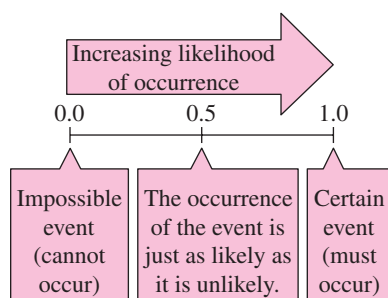 Increasing likelihood
of occurrence
0.0 0.5 1.0
Impossible
event
(cannot
occur)
The occurrence
of the event is
just as likely as
it is unlikely.
Certain
event
(must
occur)